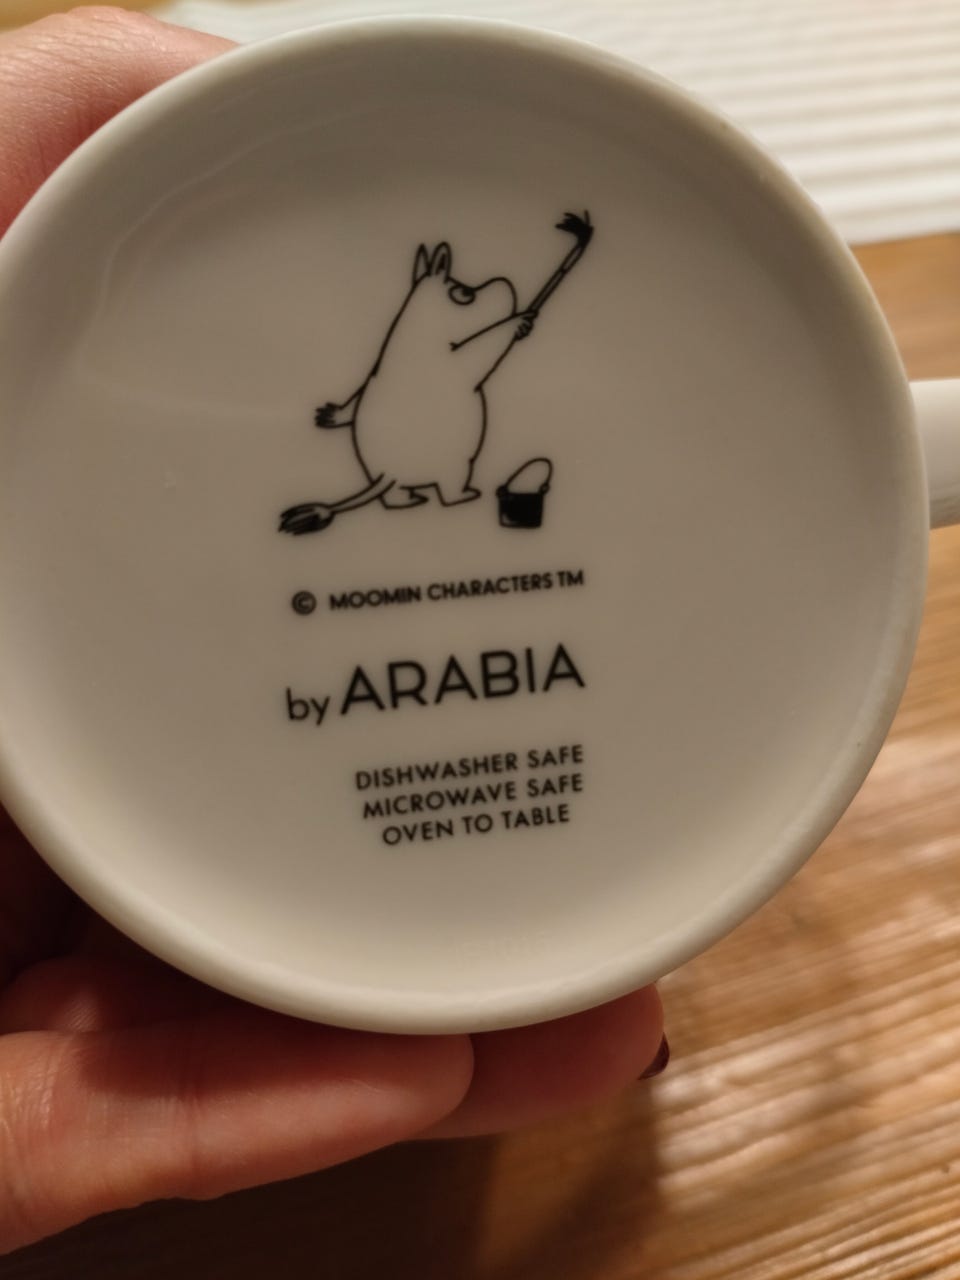 © MOOMIN CHARACTERS TM
by ARABIA
DISHWASHER SAFE
MICROWAVE SAFE
OVEN TO TABLE